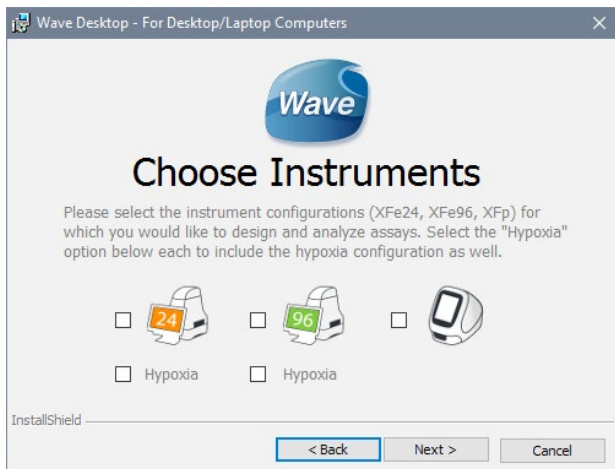 Wave Desktop - For Desktop/Laptop Computers
Wave
Choose Instruments
Please select the instrument configurations (XFe24, XFe96, XFp) for
which you would like to design and analyze assays. Select the "Hypoxia"
option below each to include the hypoxia configuration as well.
24 96
Hypoxia Hypoxia
InstallShield
< Back Next > Cancel